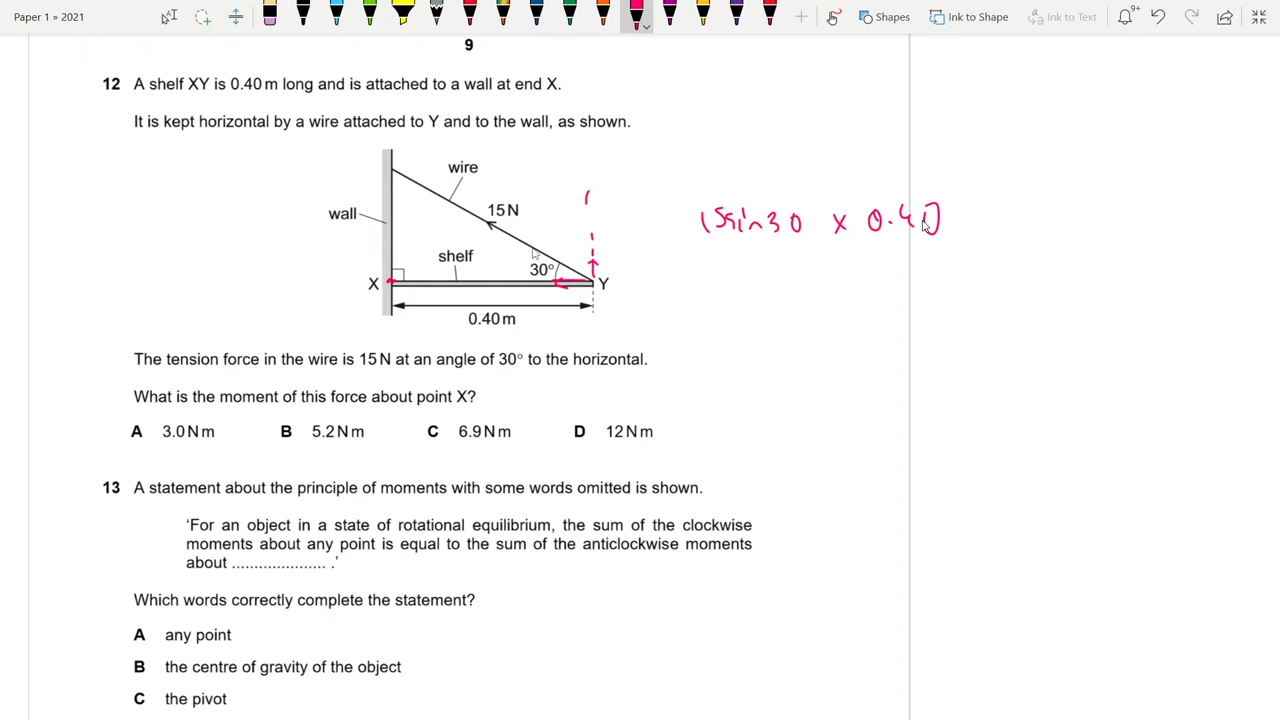 Paper 1 » 2021
Shapes
Ink to Shape
Ink to Text
9+
9
12 A shelf XY is 0.40 m long and is attached to a wall at end X.
It is kept horizontal by a wire attached to Y and to the wall, as shown.
wire
wall
15 N
15sin30 × 0.40
shelf
30°
X
Y
0.40 m
The tension force in the wire is 15 N at an angle of 30° to the horizontal.
What is the moment of this force about point X?
A 3.0 N m B 5.2 N m C 6.9 N m D 12 N m
13 A statement about the principle of moments with some words omitted is shown.
‘For an object in a state of rotational equilibrium, the sum of the clockwise
moments about any point is equal to the sum of the anticlockwise moments
about ..................... .’
Which words correctly complete the statement?
A any point
B the centre of gravity of the object
C the pivot